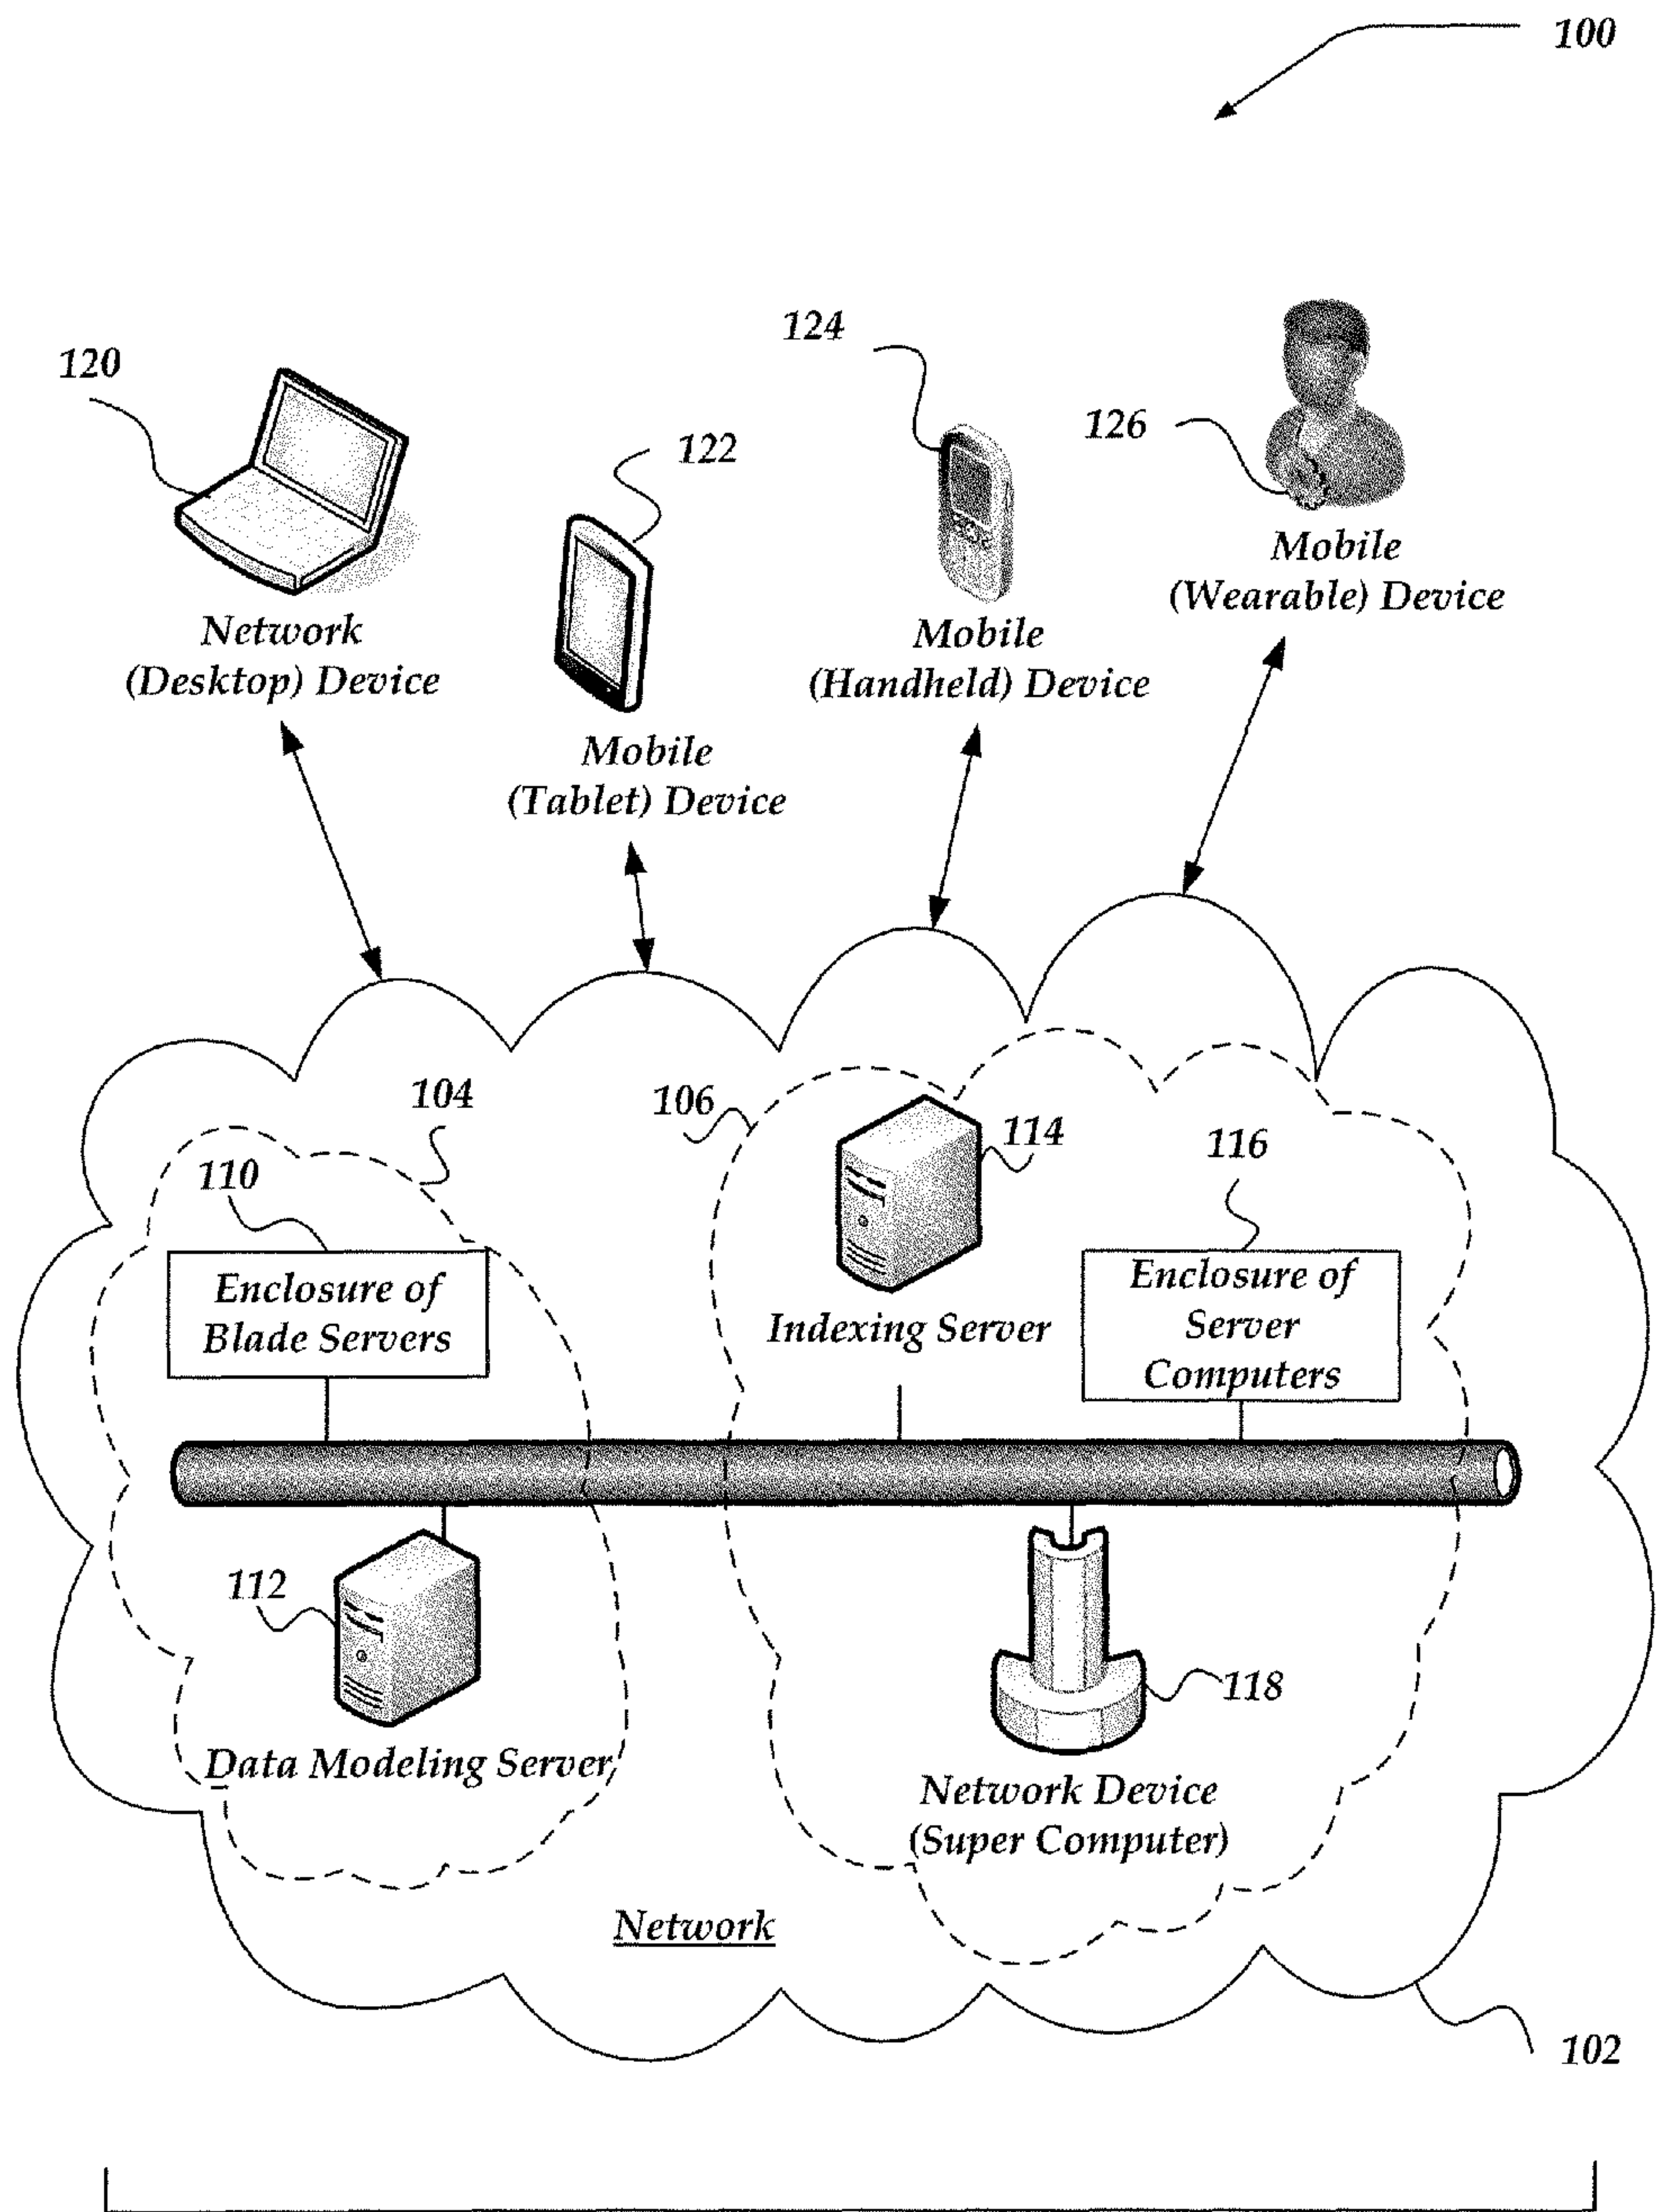 100
124
120
126
122
Mobile
(Wearable) Device
Network
(Desktop) Device
Mobile
(Handheld) Device
Mobile
(Tablet) Device
104
106
114
116
110
Enclosure of
Blade Servers
Indexing Server
Enclosure of
Server
Computers
112
118
Data Modeling Server
Network Device
(Super Computer)
Network
102